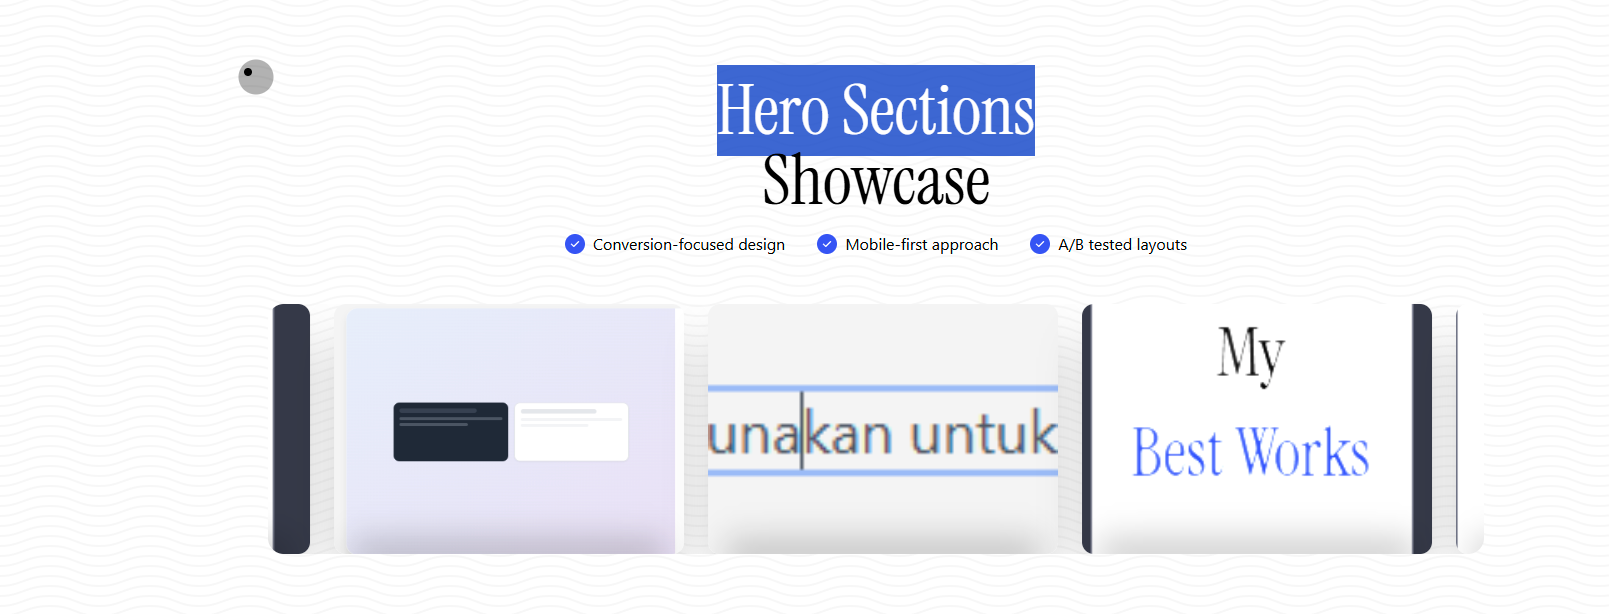 Hero Sections
Showcase
Conversion-focused design
Mobile-first approach
A/B tested layouts
unakan untuk
My
Best Works